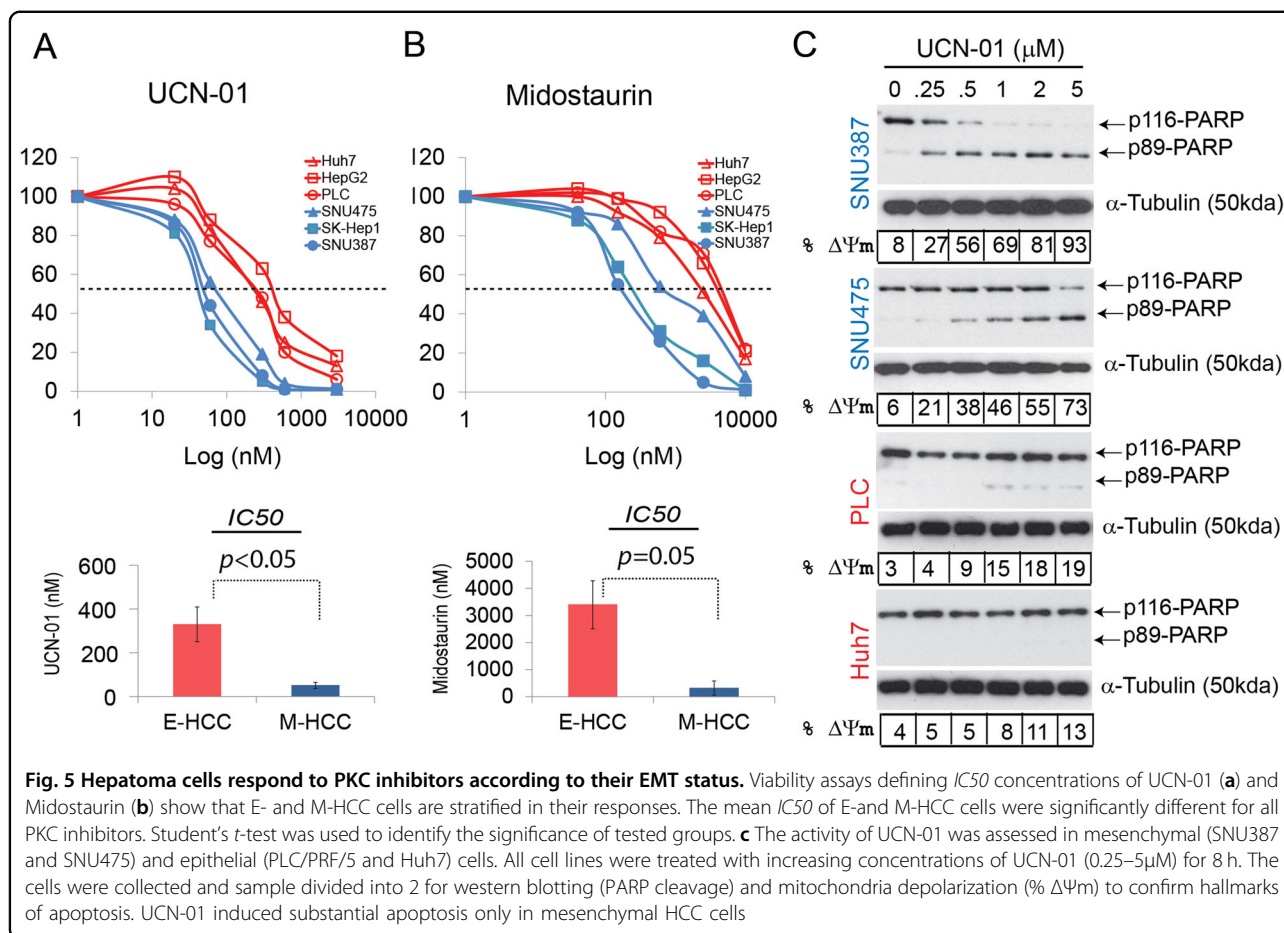 A
UCN-01
120
100
80
60
40
20
0
1
10
100
1000
10000
Log (nM)
Huh7
HepG2
PLC
SNU475
SK-Hep1
SNU387
IC50
p<0.05
UCN-01 (nM)
600
400
200
0
E-HCC
M-HCC
B
Midostaurin
120
100
80
60
40
20
0
1
100
10000
Log (nM)
Huh7
HepG2
PLC
SNU475
SK-Hep1
SNU387
IC50
p=0.05
Midostaurin (nM)
5000
4000
3000
2000
1000
0
E-HCC
M-HCC
C
UCN-01 (μM)
0 .25 .5 1 2 5
SNU387
←p116-PARP
←p89-PARP
α-Tubulin (50kda)
% ΔΨm 8 27 56 69 81 93
SNU475
←p116-PARP
←p89-PARP
α-Tubulin (50kda)
% ΔΨm 6 21 38 46 55 73
PLC
←p116-PARP
←p89-PARP
α-Tubulin (50kda)
% ΔΨm 3 4 9 15 18 19
Huh7
←p116-PARP
←p89-PARP
α-Tubulin (50kda)
% ΔΨm 4 5 5 8 11 13
Fig. 5 Hepatoma cells respond to PKC inhibitors according to their EMT status. Viability assays defining IC50 concentrations of UCN-01 (a) and
Midostaurin (b) show that E- and M-HCC cells are stratified in their responses. The mean IC50 of E-and M-HCC cells were significantly different for all
PKC inhibitors. Student's t-test was used to identify the significance of tested groups. c The activity of UCN-01 was assessed in mesenchymal (SNU387
and SNU475) and epithelial (PLC/PRF/5 and Huh7) cells. All cell lines were treated with increasing concentrations of UCN-01 (0.25–5μM) for 8 h. The
cells were collected and sample divided into 2 for western blotting (PARP cleavage) and mitochondria depolarization (% ΔΨm) to confirm hallmarks
of apoptosis. UCN-01 induced substantial apoptosis only in mesenchymal HCC cells